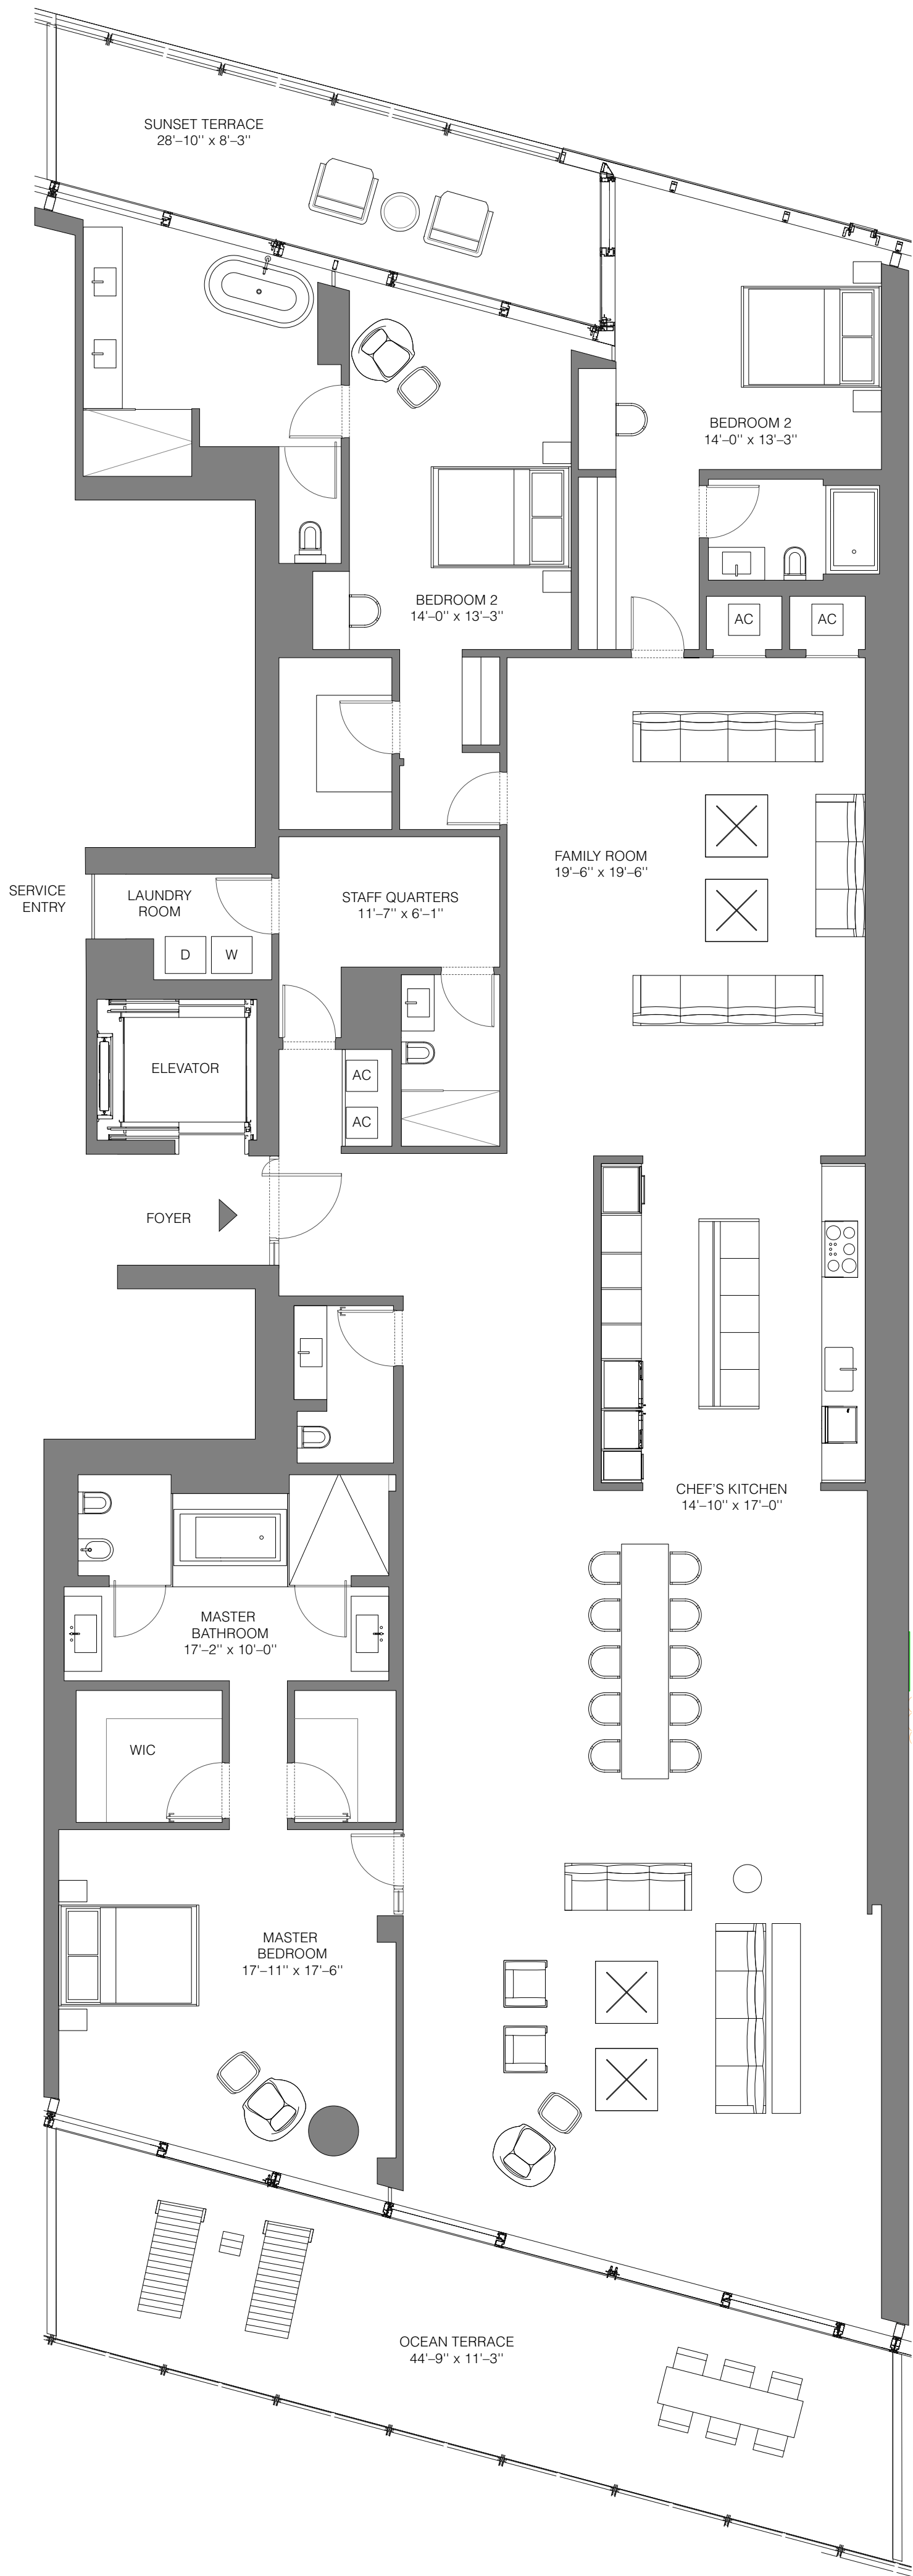 SUNSET TERRACE
28'–10'' x 8'–3''
BEDROOM 2
14'–0'' x 13'–3''
BEDROOM 2
14'–0'' x 13'–3''
AC
AC
FAMILY ROOM
19'–6'' x 19'–6''
SERVICE
ENTRY
LAUNDRY
ROOM
D
W
STAFF QUARTERS
11'–7'' x 6'–1''
ELEVATOR
AC
AC
FOYER
CHEF'S KITCHEN
14'–10'' x 17'–0''
MASTER
BATHROOM
17'–2'' x 10'–0''
WIC
MASTER
BEDROOM
17'–11'' x 17'–6''
OCEAN TERRACE
44'–9'' x 11'–3''